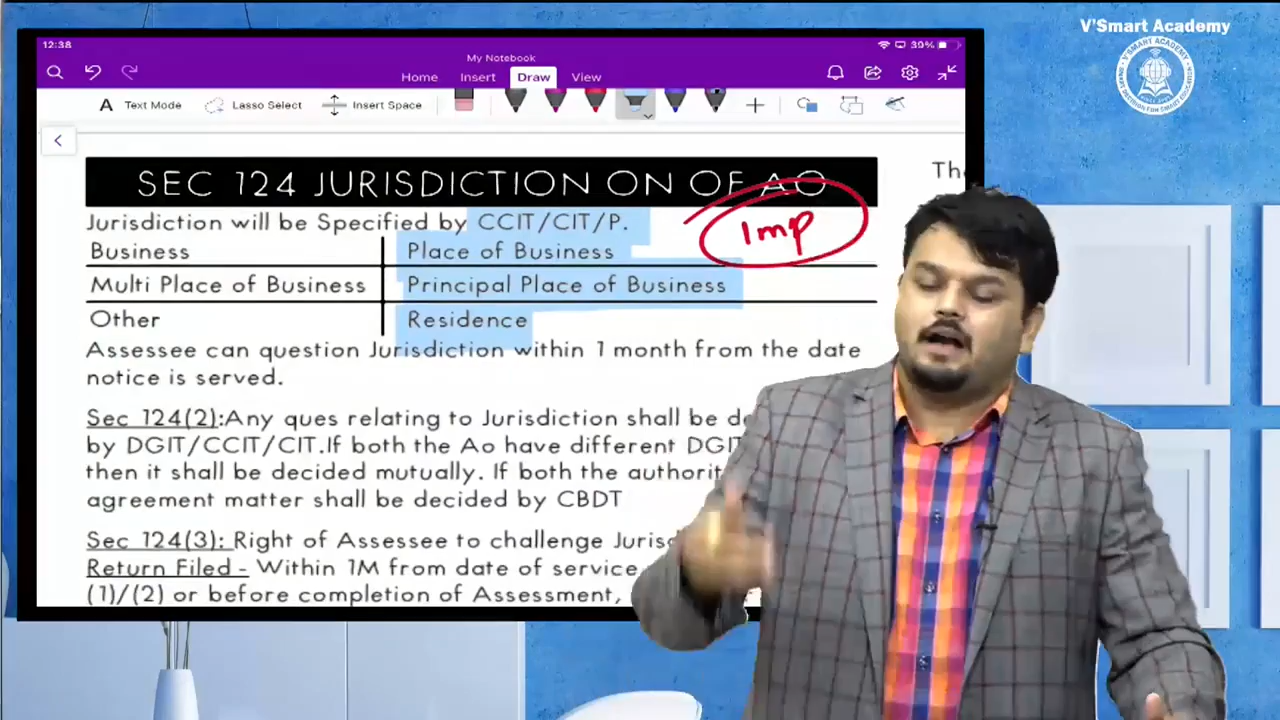 V'Smart Academy
12:38
39%
My Notebook
Home Insert Draw View
A Text Mode Lasso Select Insert Space
SEC 124 JURISDICTION ON OF AO
The
Jurisdiction will be Specified by CCIT/CIT/P.
Imp
Business Place of Business
Multi Place of Business Principal Place of Business
Other Residence
Assessee can question Jurisdiction within 1 month from the date
notice is served.
Sec 124(2):Any ques relating to Jurisdiction shall be
by DGIT/CCIT/CIT.If both the Ao have different
then it shall be decided mutually. If both the
agreement matter shall be decided by CBDT
Sec 124(3): Right of Assessee to challenge
Return Filed - Within 1M from date of service
(1)/(2) or before completion of Assessment,